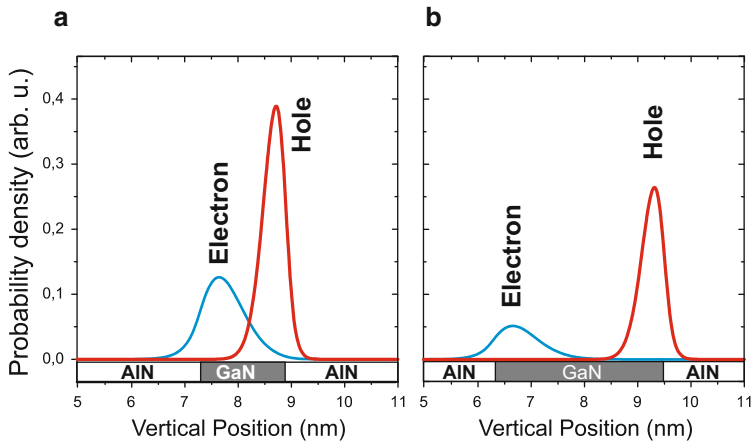 a
b
Probability density (arb. u.)
0,4
0,3
0,2
0,1
0,0
Electron
Hole
AlN
GaN
AlN
5
6
7
8
9
10
11
Vertical Position (nm)
Electron
Hole
AlN
GaN
AlN
5
6
7
8
9
10
11
Vertical Position (nm)